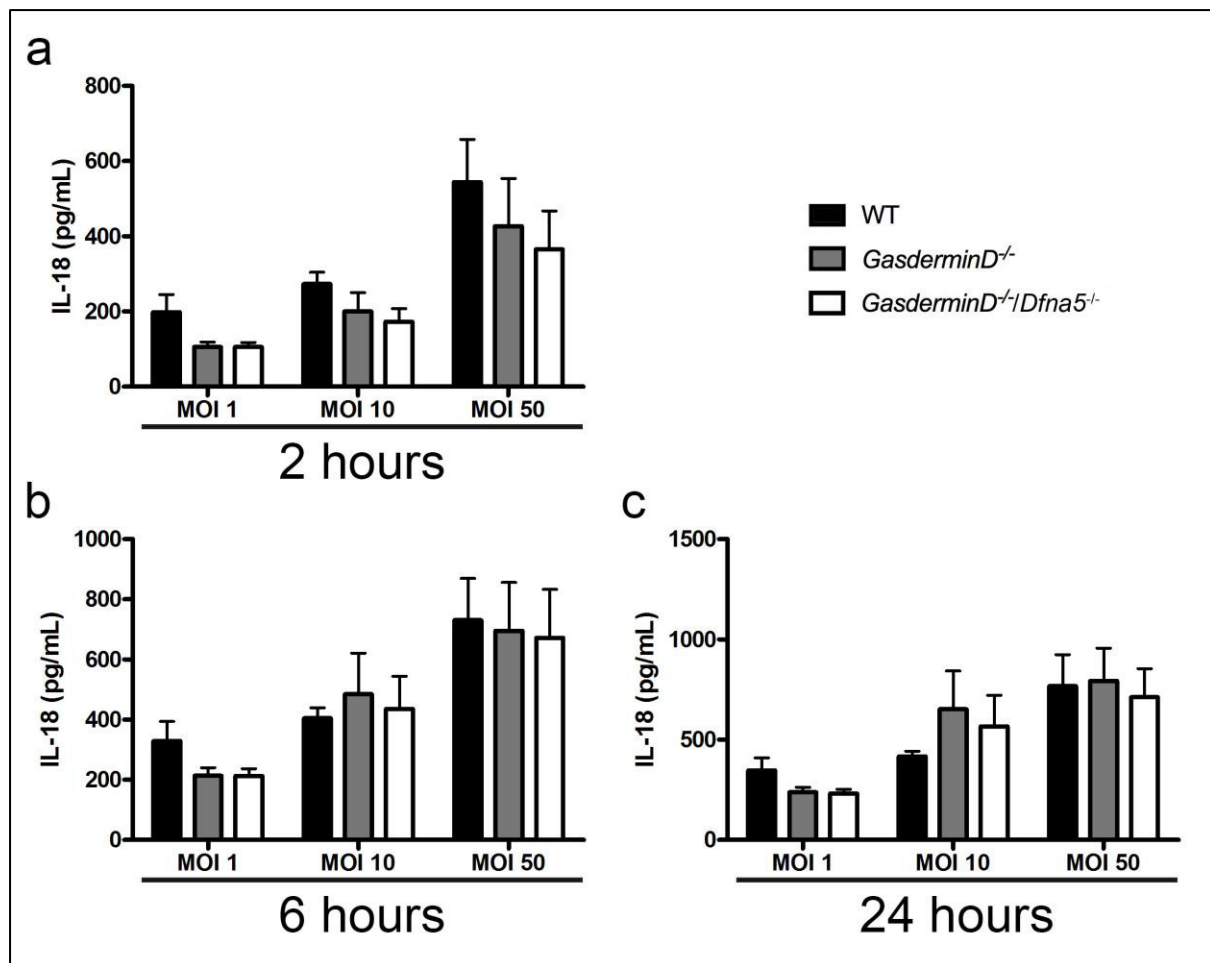 a
IL-18 (pg/mL)
800
600
400
200
0
MOI 1 MOI 10 MOI 50
2 hours
WT
GasderminD-/-
GasderminD-/-/Dfna5-/-
b
IL-18 (pg/mL)
1000
800
600
400
200
0
MOI 1 MOI 10 MOI 50
6 hours
c
IL-18 (pg/mL)
1500
1000
500
0
MOI 1 MOI 10 MOI 50
24 hours